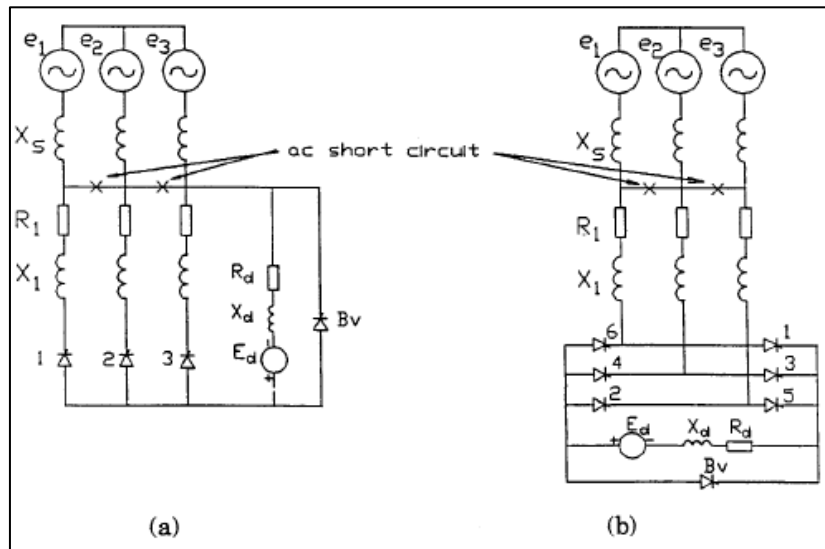 e1 e2 e3
Xs
ac short circuit
R1
X1
Rd
Xd
Ed
- +
Bv
1 2 3
(a)
e1 e2 e3
Xs
R1
X1
6 1
4 3
2 5
+ Ed - Xd Rd
Bv
(b)